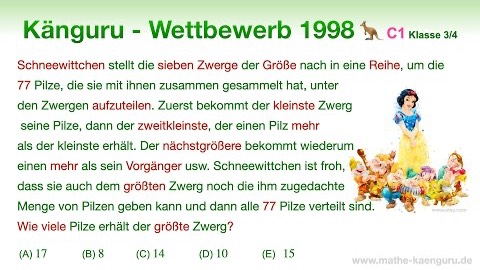 Känguru - Wettbewerb 1998 C1 Klasse 3/4
Schneewittchen stellt die sieben Zwerge der Größe nach in eine Reihe, um die
77 Pilze, die sie mit ihnen zusammen gesammelt hat, unter
den Zwergen aufzuteilen. Zuerst bekommt der kleinste Zwerg
seine Pilze, dann der zweitkleinste, der einen Pilz mehr
als der kleinste erhält. Der nächstgrößere bekommt wiederum
einen mehr als sein Vorgänger usw. Schneewittchen ist froh,
dass sie auch dem größten Zwerg noch die ihm zugedachte
Menge von Pilzen geben kann und dann alle 77 Pilze verteilt sind.
Wie viele Pilze erhält der größte Zwerg?
(A) 17 (B) 8 (C) 14 (D) 10 (E) 15
www.mathe-kaenguru.de